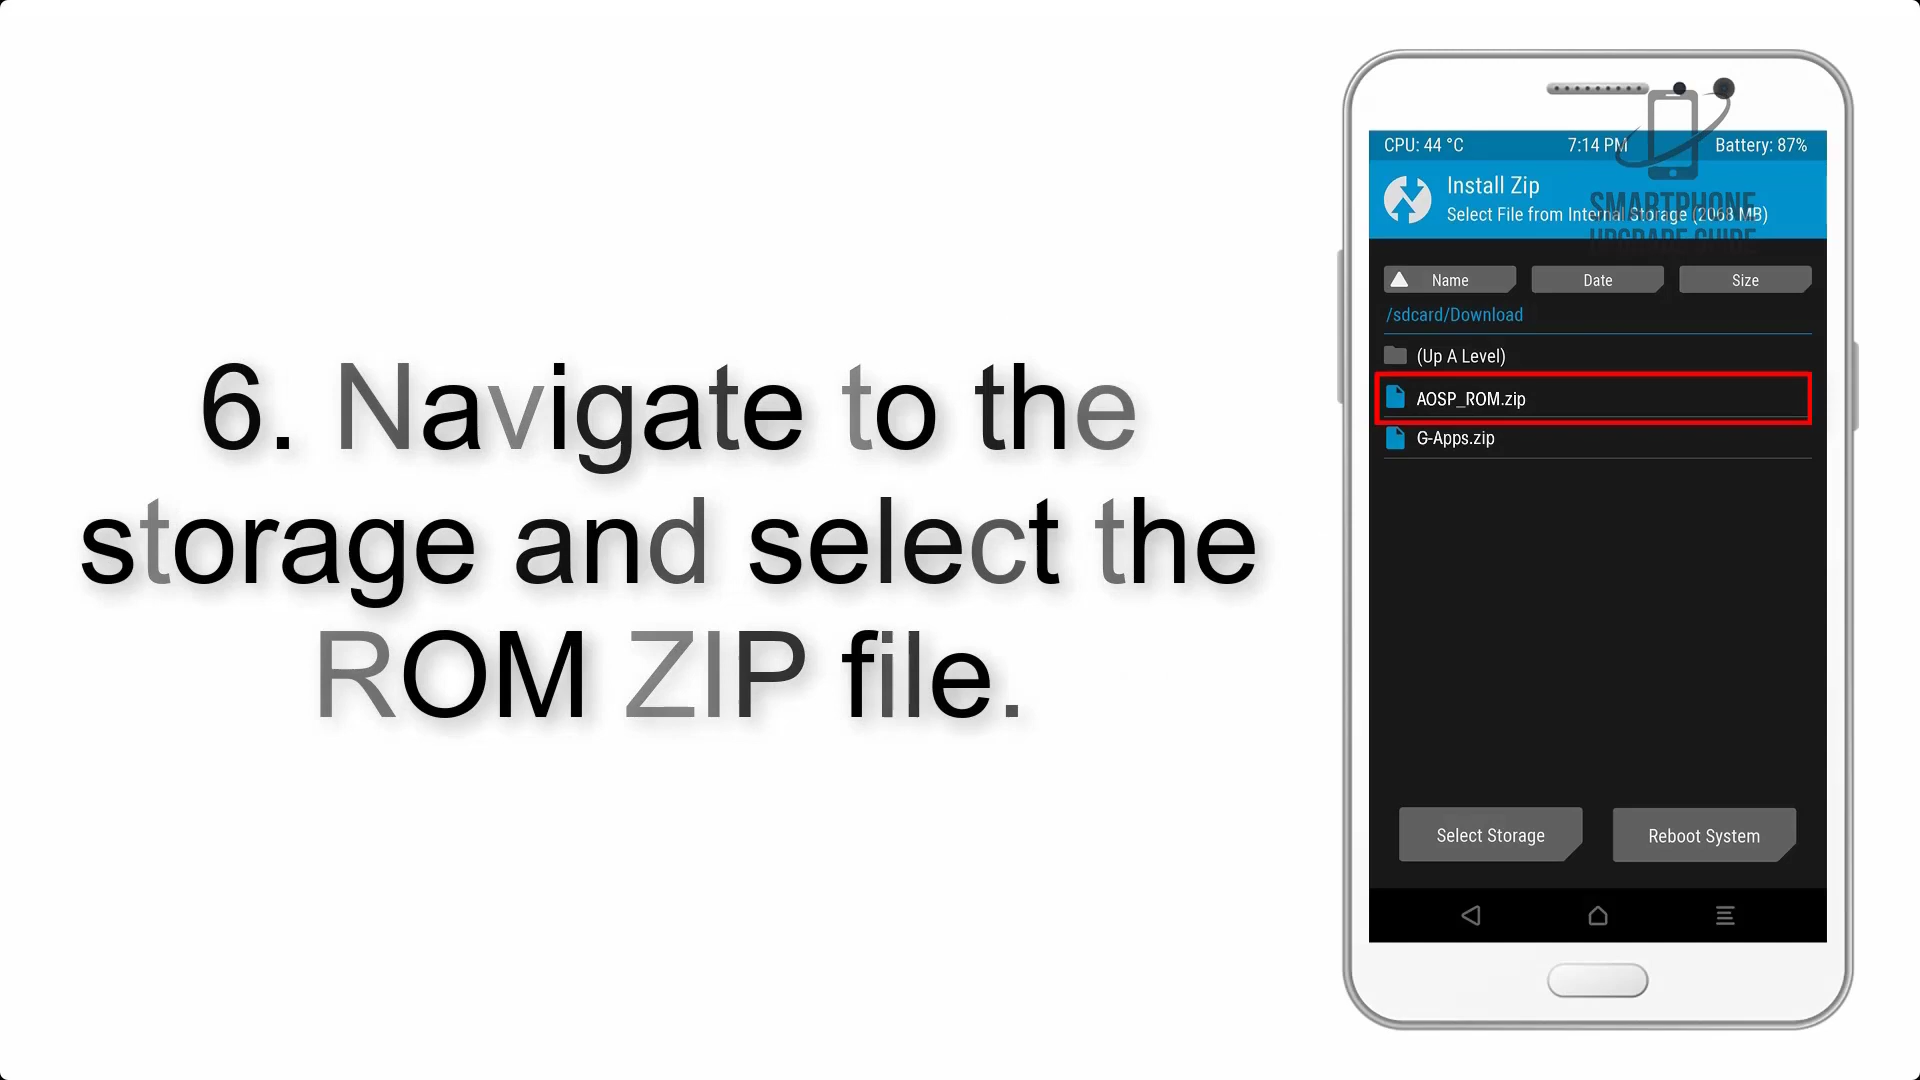 6. Navigate to the
storage and select the
ROM ZIP file.
CPU: 44 °C 7:14 PM Battery: 87%
Install Zip
Select File from Internal Storage (2068 MB)
SMARTPHONE
UPGRADE GUIDE
Name Date Size
/sdcard/Download
(Up A Level)
AOSP_ROM.zip
G-Apps.zip
Select Storage Reboot System